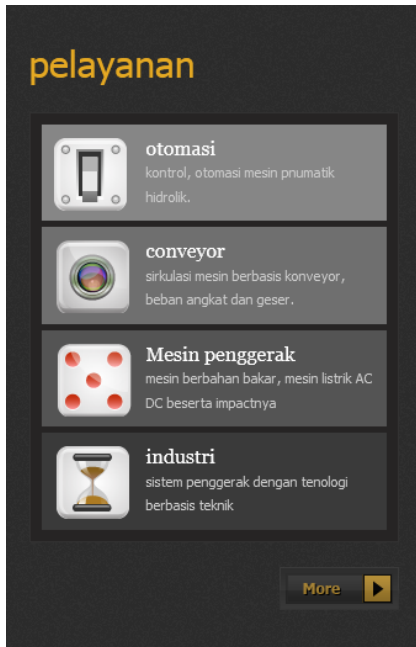 pelayanan
otomasi
kontrol, otomasi mesin pnumatik
hidrolik.
conveyor
sirkulasi mesin berbasis konveyor,
beban angkat dan geser.
Mesin penggerak
mesin berbahan bakar, mesin listrik AC
DC beserta impactnya
industri
sistem penggerak dengan tenologi
berbasis teknik
More